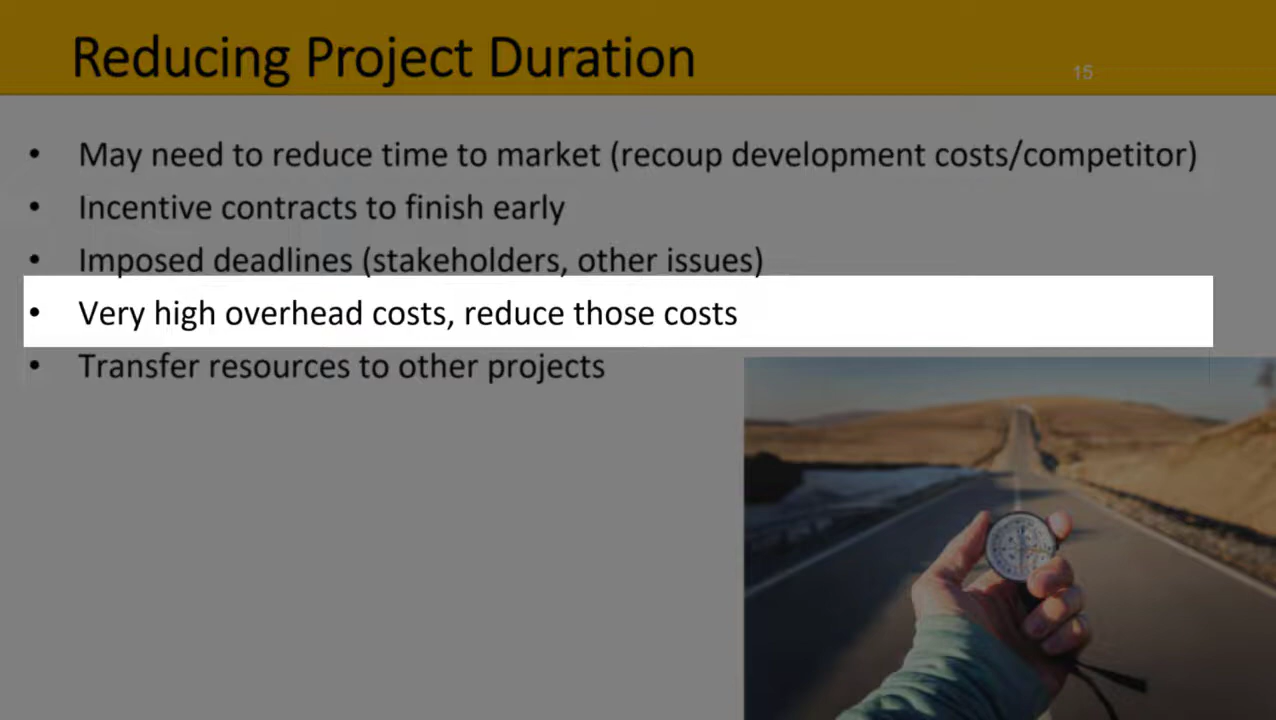 Reducing Project Duration
15
• May need to reduce time to market (recoup development costs/competitor)
• Incentive contracts to finish early
• Imposed deadlines (stakeholders, other issues)
• Very high overhead costs, reduce those costs
• Transfer resources to other projects